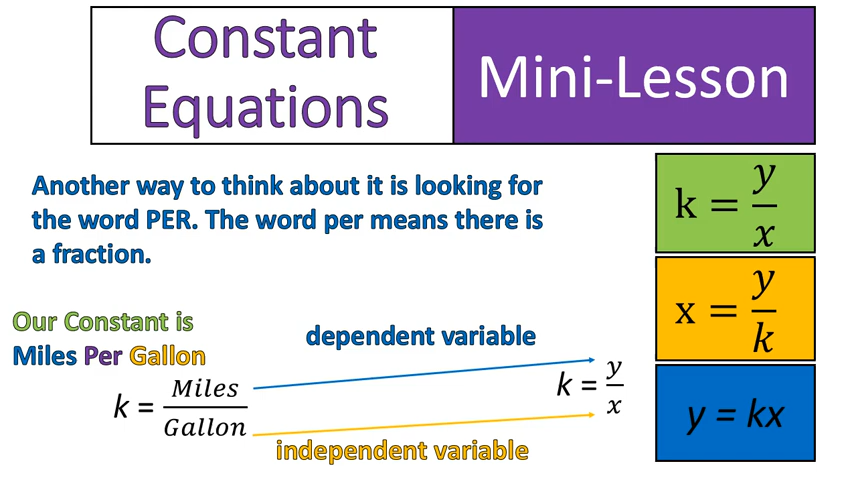 Constant
Equations
Mini-Lesson
Another way to think about it is looking for
the word PER. The word per means there is
a fraction.
k = y/x
x = y/k
y = kx
Our Constant is
Miles Per Gallon
dependent variable
k = Miles/Gallon
k = y/x
independent variable